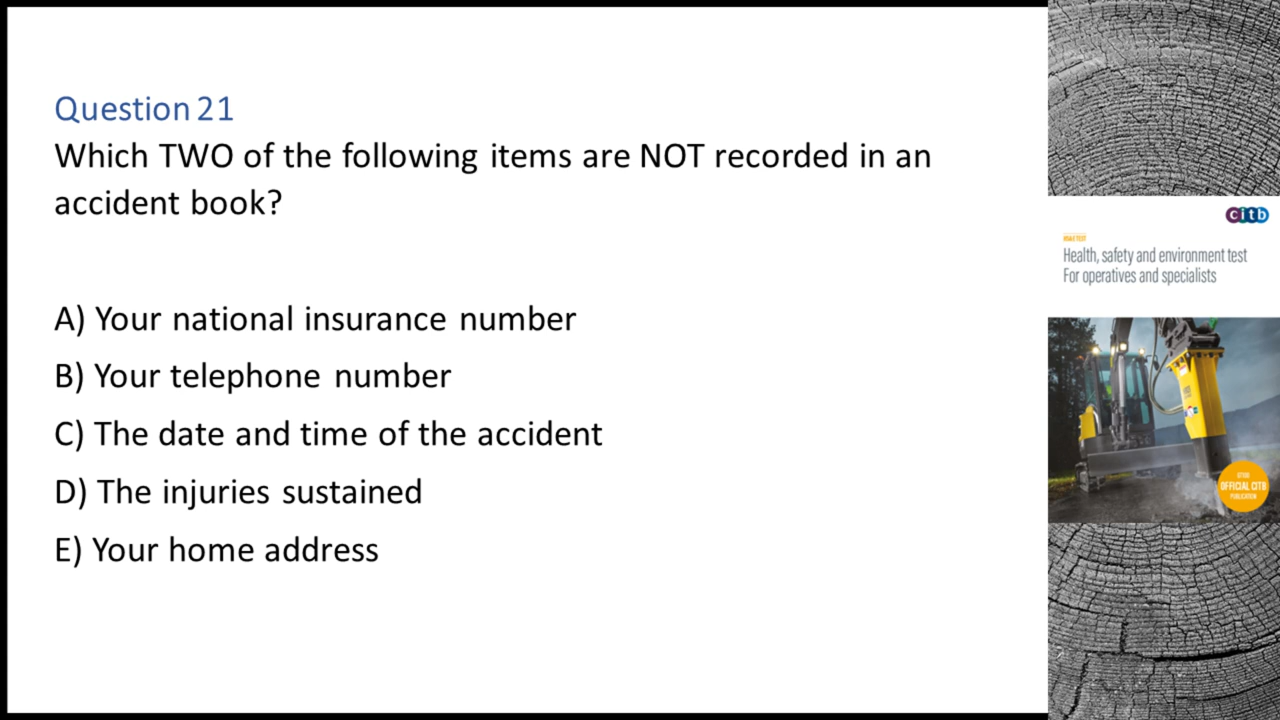 Question 21
Which TWO of the following items are NOT recorded in an
accident book?
A) Your national insurance number
B) Your telephone number
C) The date and time of the accident
D) The injuries sustained
E) Your home address
citb
HS&E TEST
Health, safety and environment test
For operatives and specialists
OFFICIAL CITB
PUBLICATION